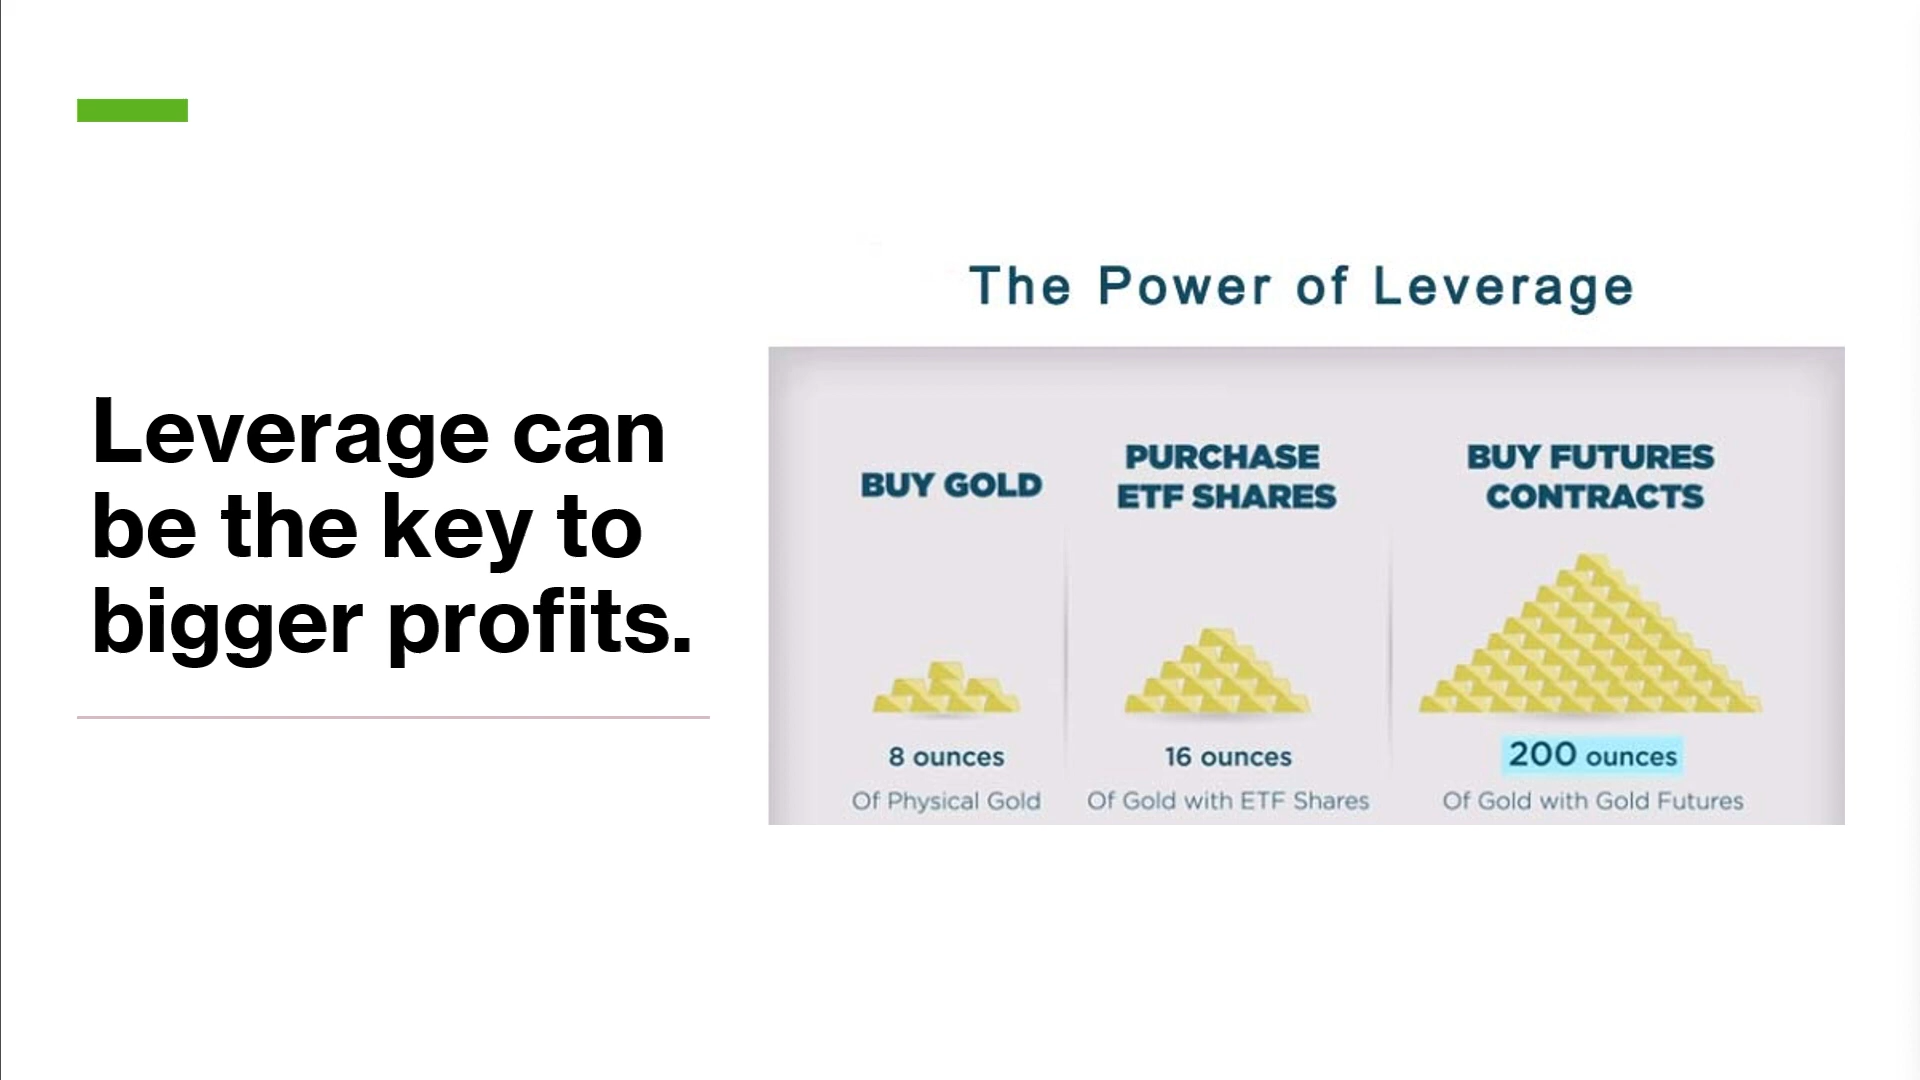 The Power of Leverage
Leverage can
be the key to
bigger profits.
BUY GOLD
PURCHASE
ETF SHARES
BUY FUTURES
CONTRACTS
8 ounces
Of Physical Gold
16 ounces
Of Gold with ETF Shares
200 ounces
Of Gold with Gold Futures